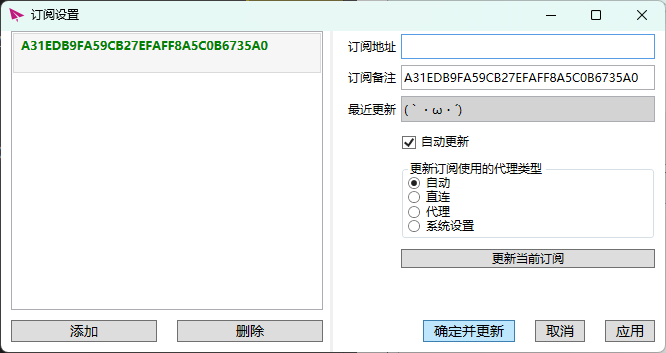 订阅设置
A31EDB9FA59CB27EFAFF8A5C0B6735A0
订阅地址
订阅备注 A31EDB9FA59CB27EFAFF8A5C0B6735A0
最近更新 (｀・ω・´)
自动更新
更新订阅使用的代理类型
自动
直连
代理
系统设置
更新当前订阅
添加 删除 确定并更新 取消 应用